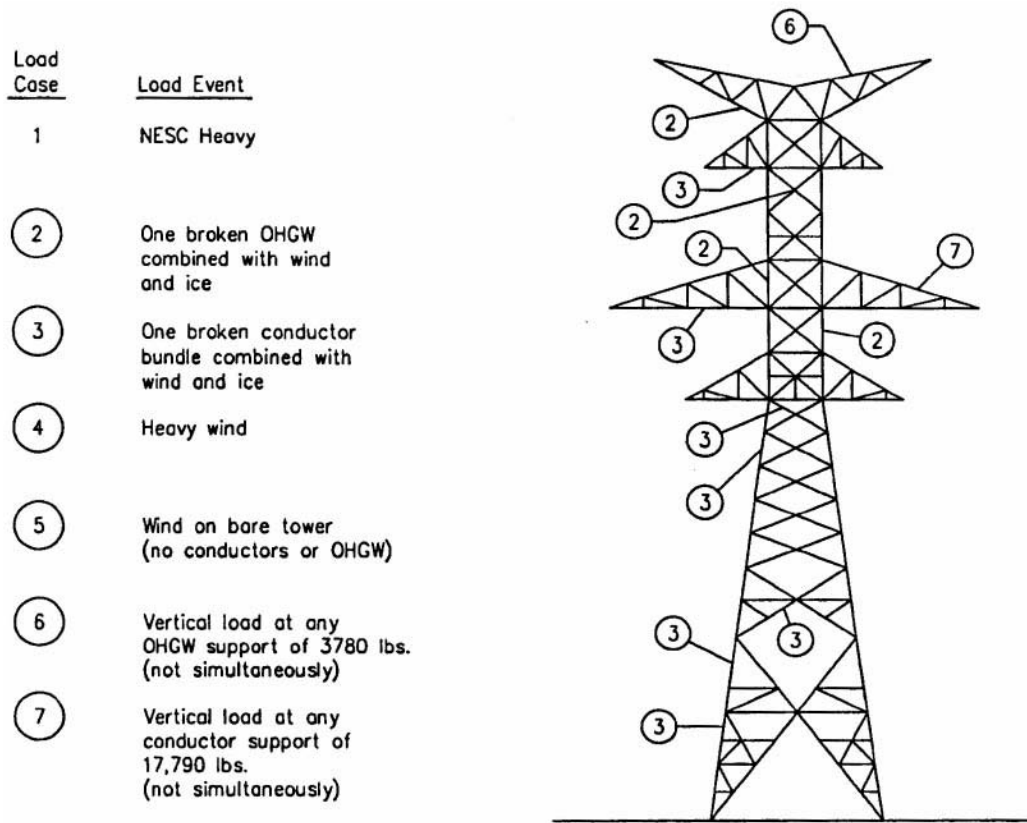 Load
Case
Load Event
1
NESC Heavy
2
One broken OHGW
combined with wind
and ice
3
One broken conductor
bundle combined with
wind and ice
4
Heavy wind
5
Wind on bare tower
(no conductors or OHGW)
6
Vertical load at any
OHGW support of 3780 lbs.
(not simultaneously)
7
Vertical load at any
conductor support of
17,790 lbs.
(not simultaneously)
6
2
3
2
2
7
3
2
3
3
3
3
3